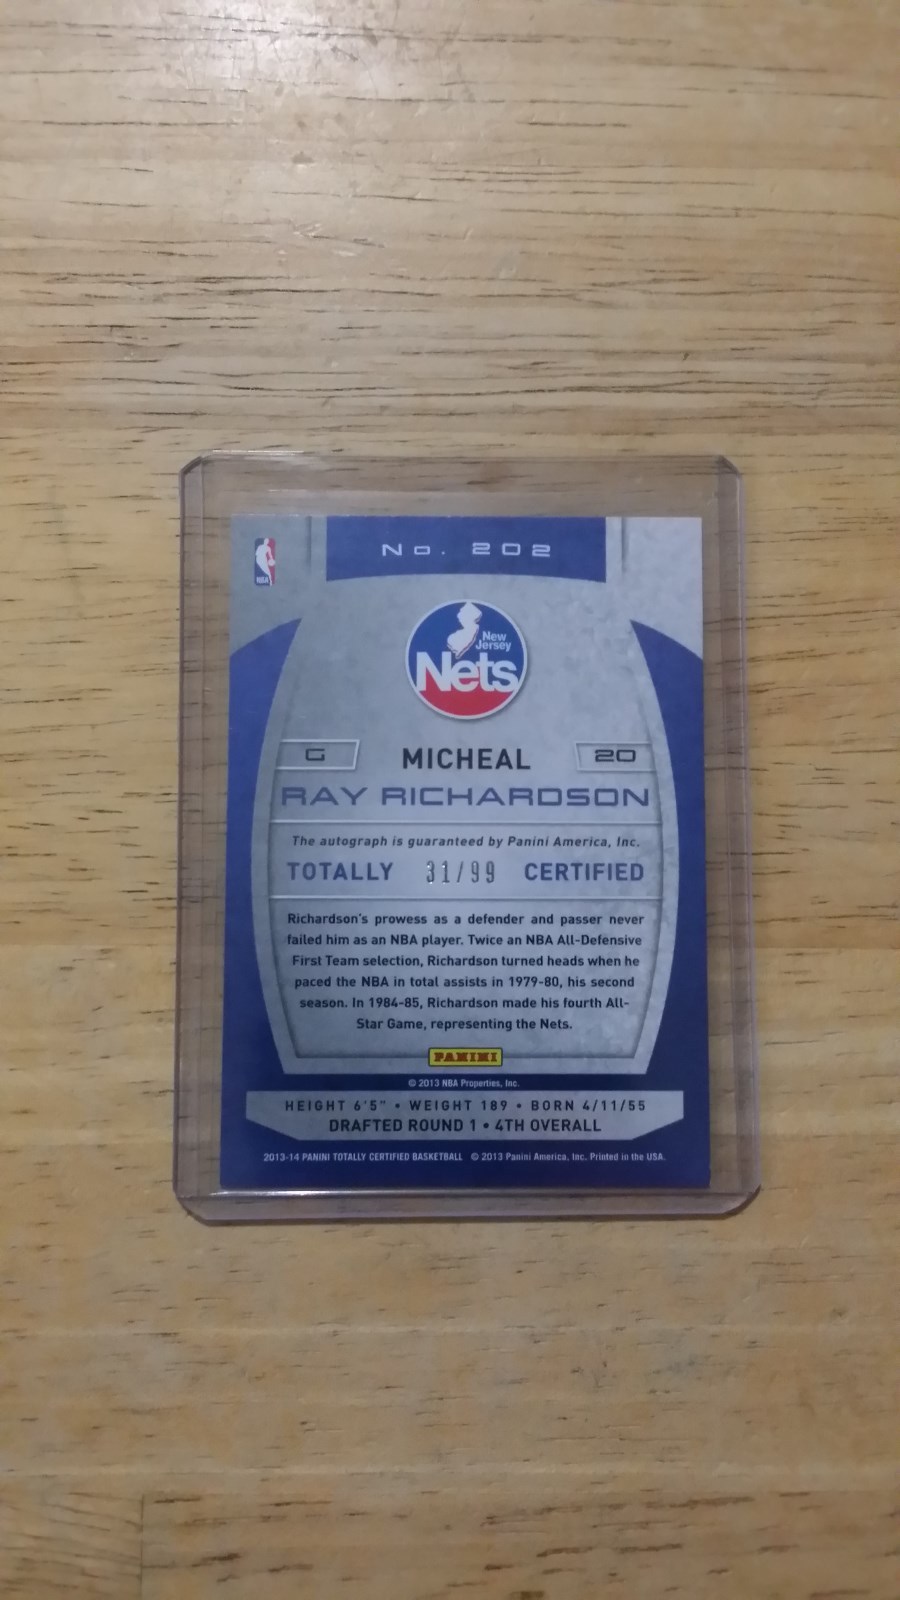 No. 202
NBA
New
Jersey
Nets
G
MICHEAL
20
RAY RICHARDSON
The autograph is guaranteed by Panini America, Inc.
TOTALLY 31/99 CERTIFIED
Richardson's prowess as a defender and passer never
failed him as an NBA player. Twice an NBA All-Defensive
First Team selection, Richardson turned heads when he
paced the NBA in total assists in 1979-80, his second
season. In 1984-85, Richardson made his fourth All-
Star Game, representing the Nets.
PANINI
© 2013 NBA Properties, Inc.
HEIGHT 6'5" • WEIGHT 189 • BORN 4/11/55
DRAFTED ROUND 1 • 4TH OVERALL
2013-14 PANINI TOTALLY CERTIFIED BASKETBALL © 2013 Panini America, Inc. Printed in the USA.